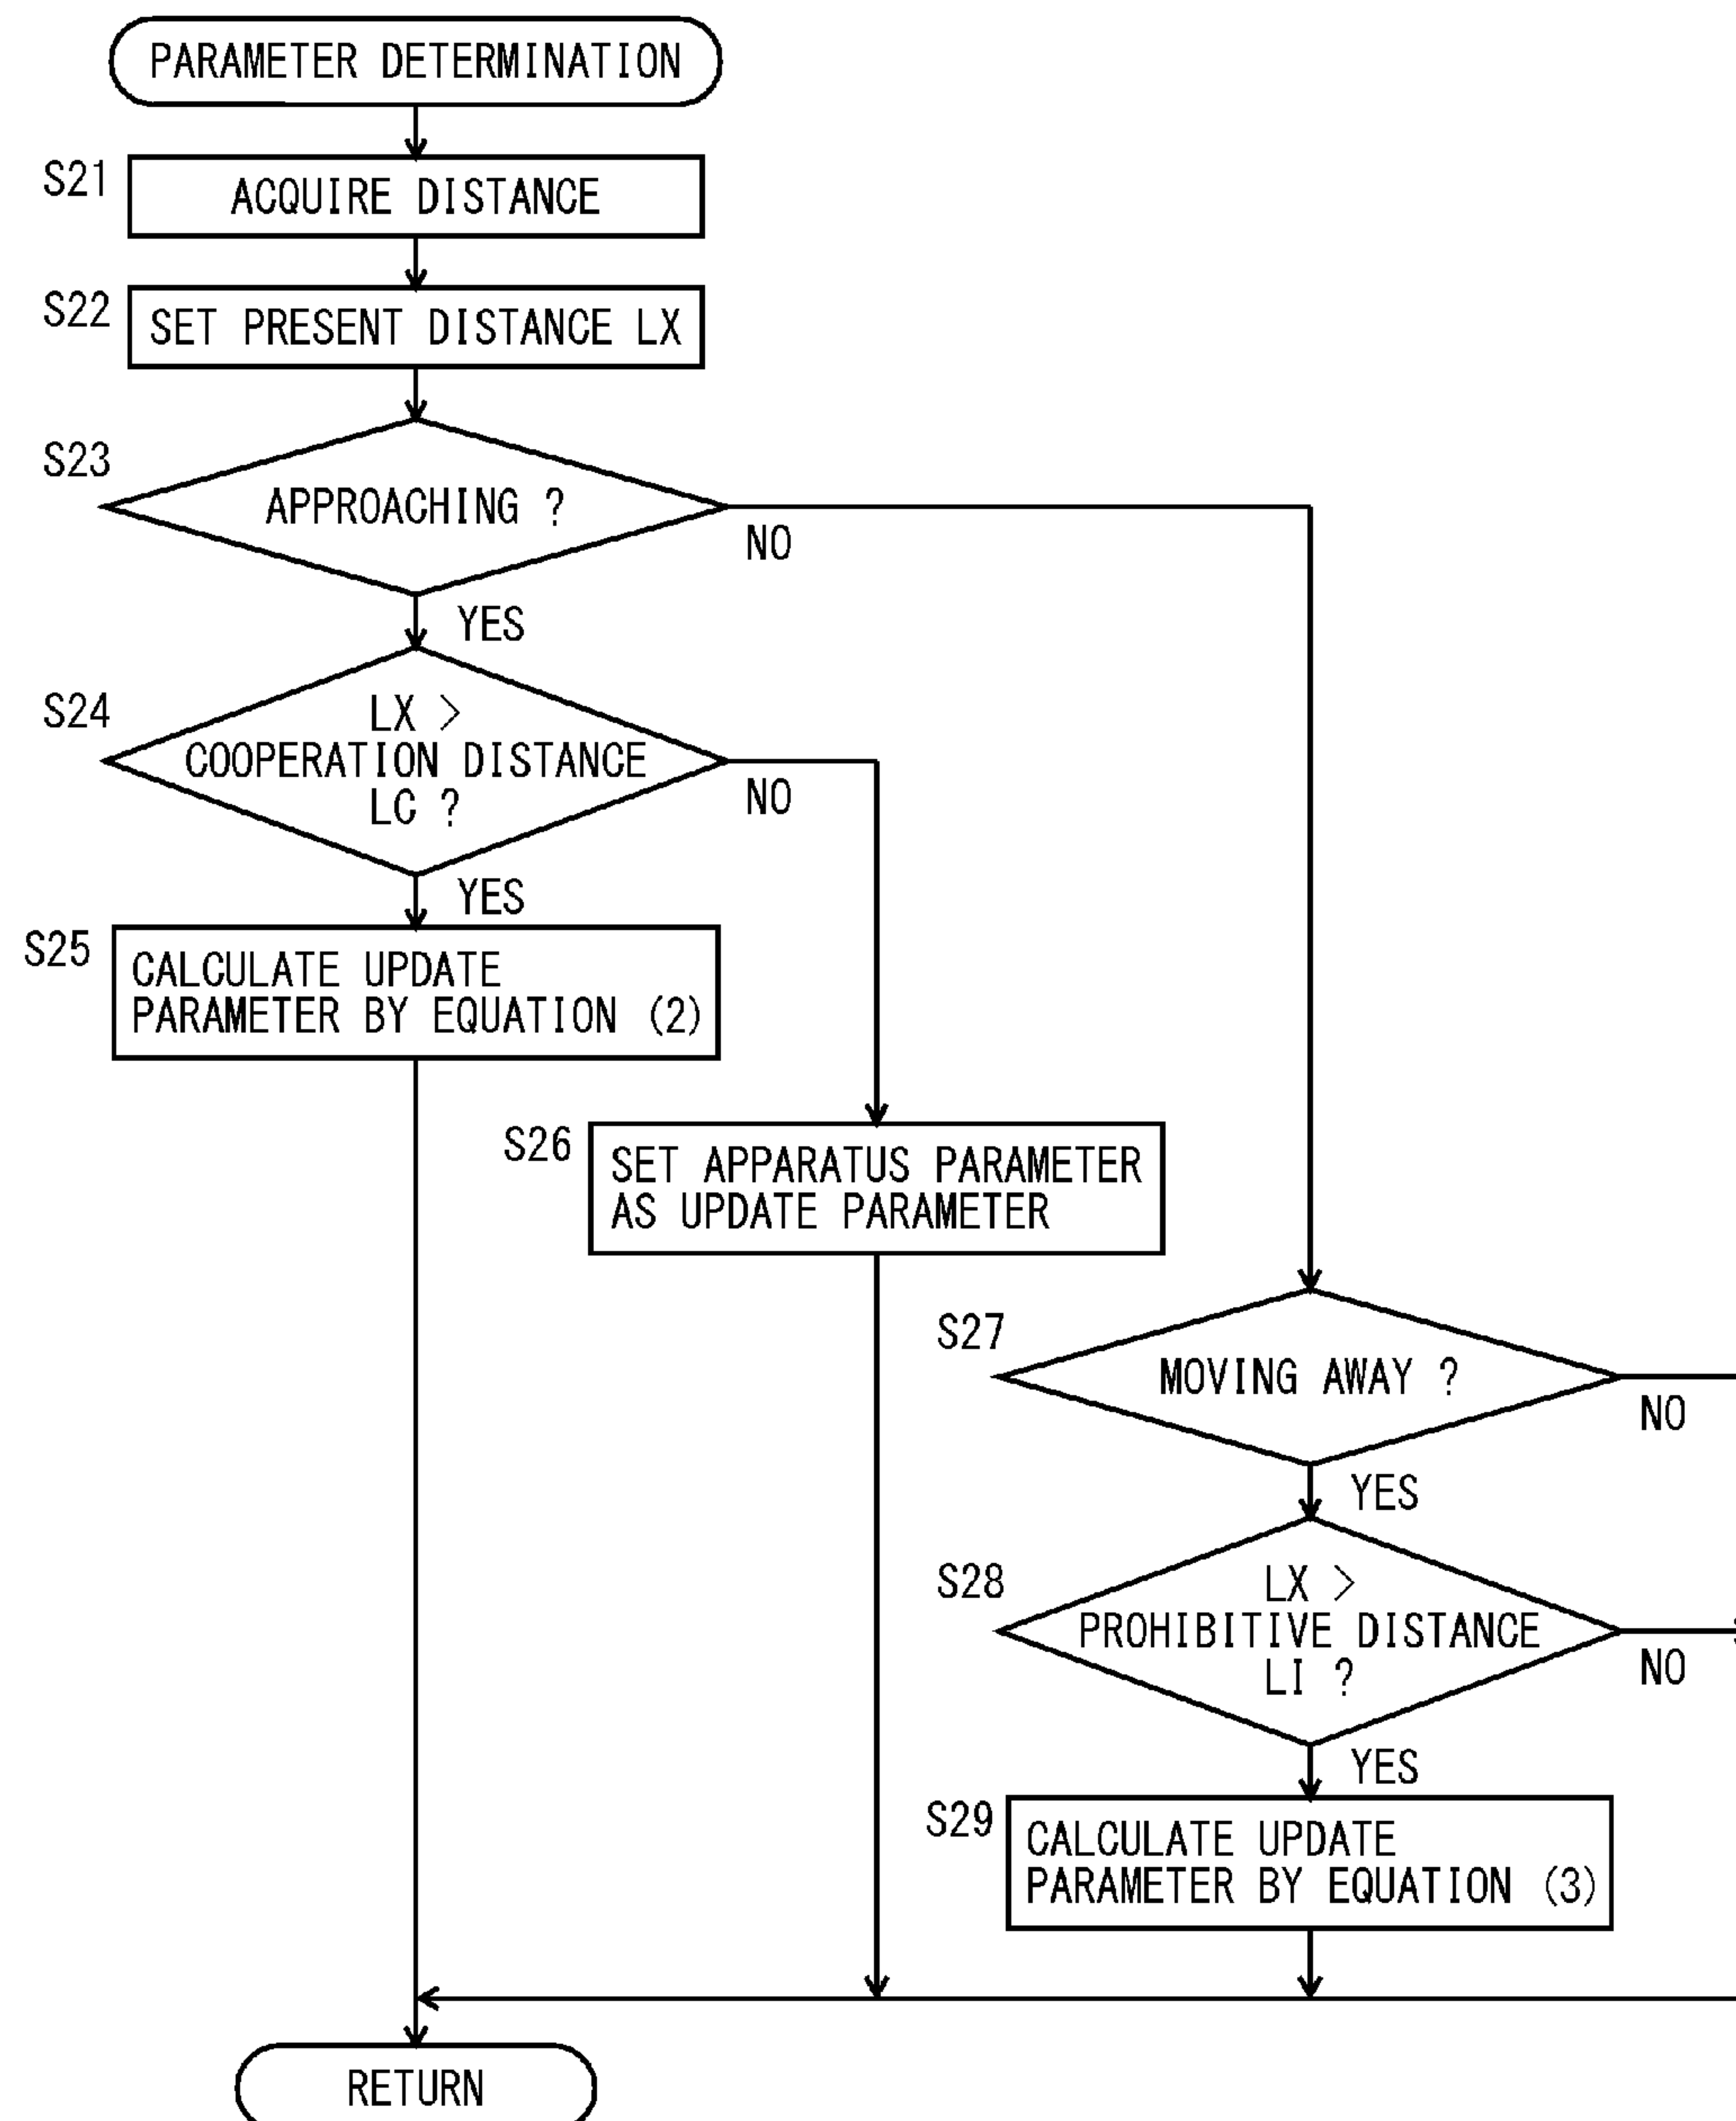 PARAMETER DETERMINATION
S21
ACQUIRE DISTANCE
S22
SET PRESENT DISTANCE LX
S23
APPROACHING ?
NO
YES
S24
LX >
COOPERATION DISTANCE
LC ?
NO
YES
S25
CALCULATE UPDATE
PARAMETER BY EQUATION (2)
S26
SET APPARATUS PARAMETER
AS UPDATE PARAMETER
S27
MOVING AWAY ?
NO
YES
S28
LX >
PROHIBITIVE DISTANCE
LI ?
NO
YES
S29
CALCULATE UPDATE
PARAMETER BY EQUATION (3)
RETURN